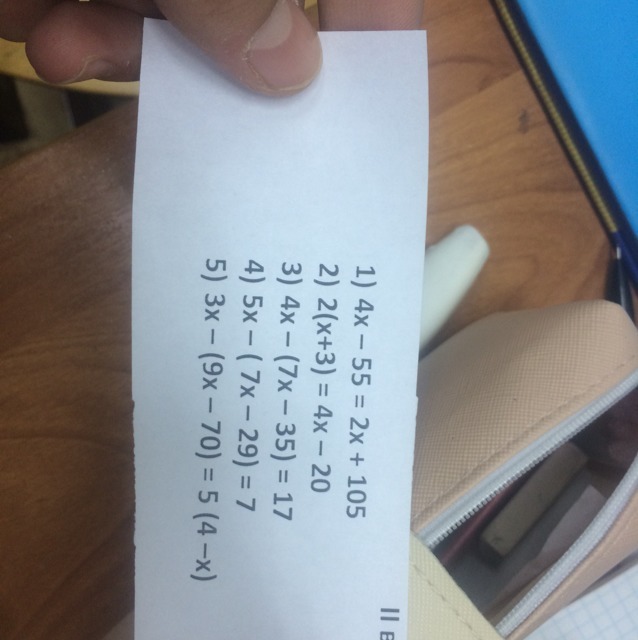 II в
1) 4x – 55 = 2x + 105
2) 2(x+3) = 4x – 20
3) 4x – (7x – 35) = 17
4) 5x – ( 7x – 29) = 7
5) 3x – (9x – 70) = 5 (4 –x)